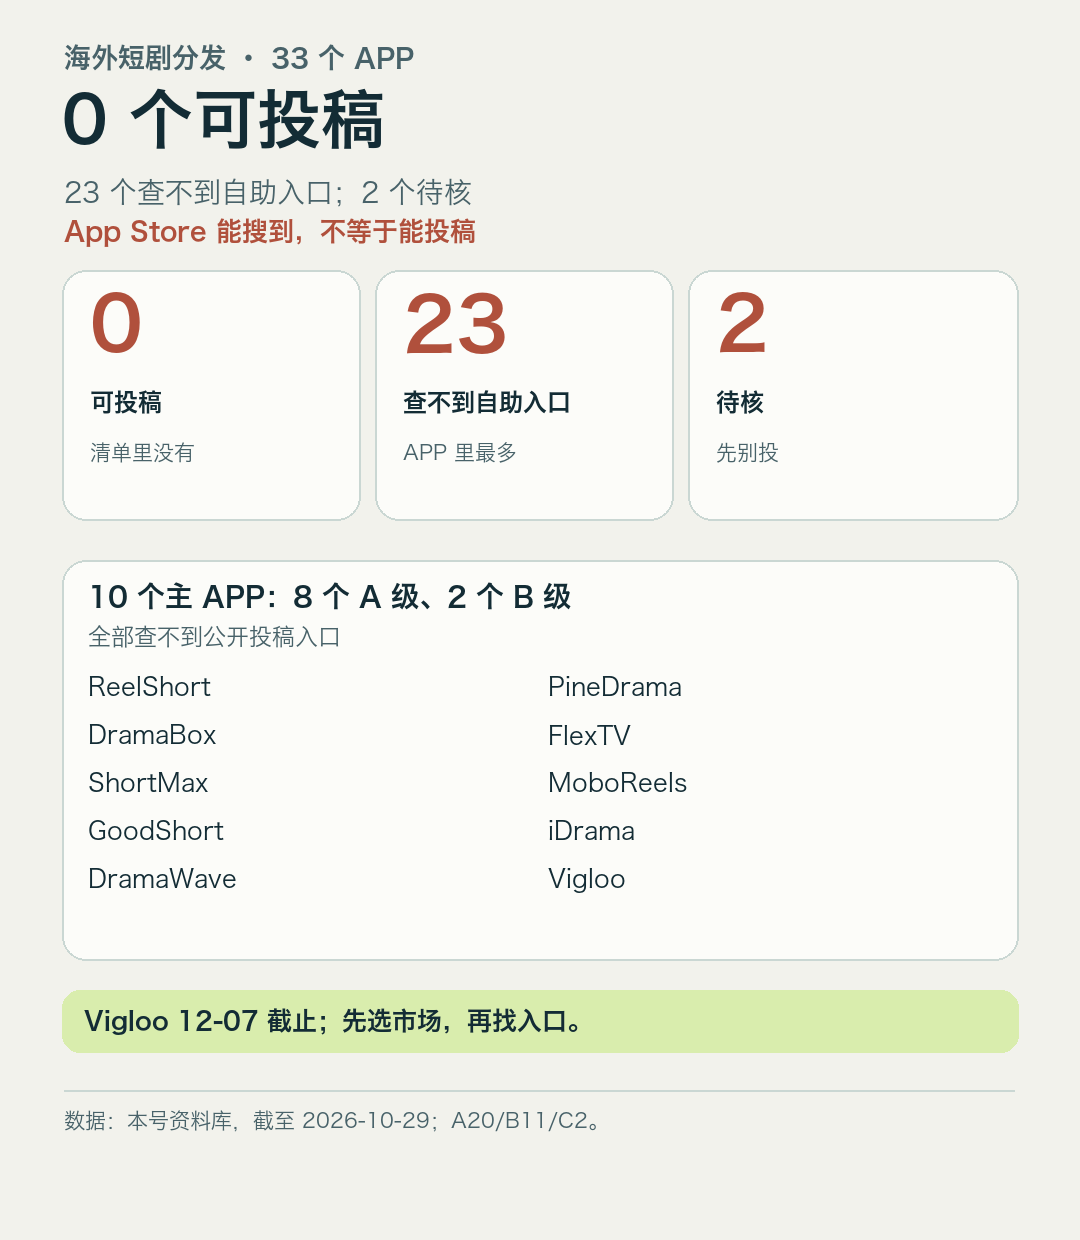 海外短剧分发 · 33 个 APP
0 个可投稿
23 个查不到自助入口；2 个待核
App Store 能搜到，不等于能投稿
0
可投稿
清单里没有
23
查不到自助入口
APP 里最多
2
待核
先别投
10 个主 APP：8 个 A 级、2 个 B 级
全部查不到公开投稿入口
ReelShort
DramaBox
ShortMax
GoodShort
DramaWave
PineDrama
FlexTV
MoboReels
iDrama
Vigloo
Vigloo 12-07 截止；先选市场，再找入口。
数据：本号资料库，截至 2026-10-29；A20/B11/C2。